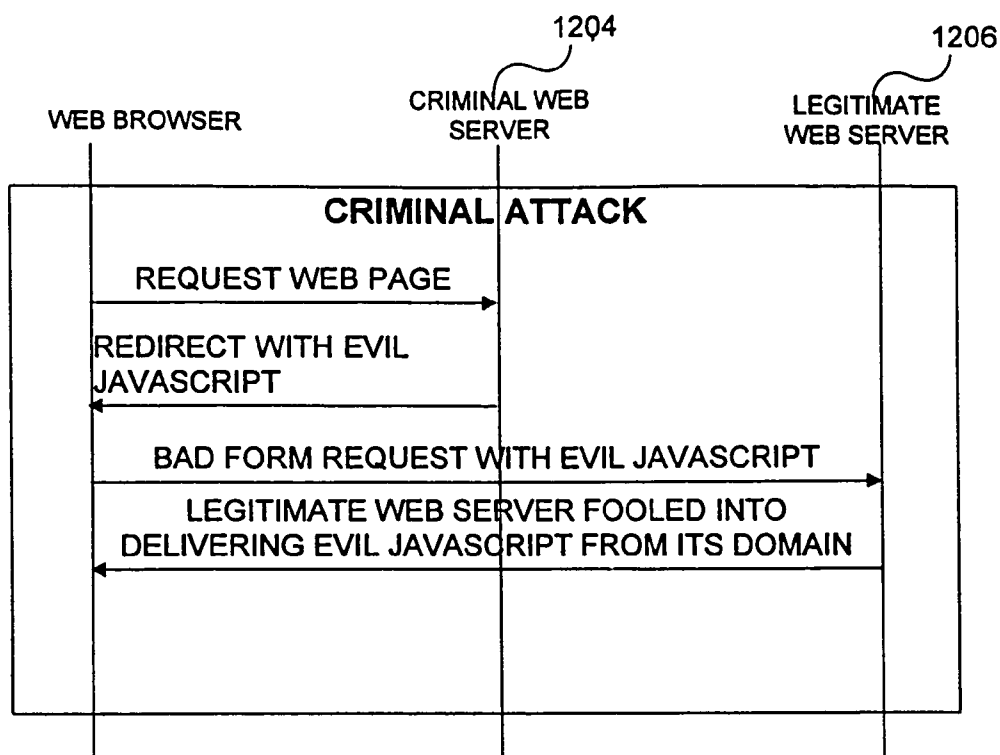 1204
1206
WEB BROWSER
CRIMINAL WEB
SERVER
LEGITIMATE
WEB SERVER
CRIMINAL ATTACK
REQUEST WEB PAGE
REDIRECT WITH EVIL
JAVASCRIPT
BAD FORM REQUEST WITH EVIL JAVASCRIPT
LEGITIMATE WEB SERVER FOOLED INTO
DELIVERING EVIL JAVASCRIPT FROM ITS DOMAIN